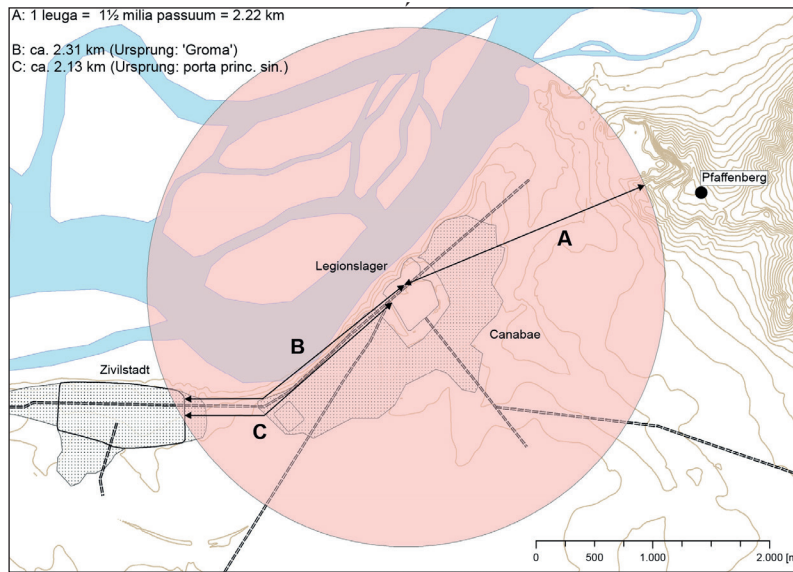 A: 1 leuga = 1½ milia passuum = 2.22 km
B: ca. 2.31 km (Ursprung: 'Groma')
C: ca. 2.13 km (Ursprung: porta princ. sin.)
Pfaffenberg
A
Legionslager
B
Canabae
Zivilstadt
C
0 500 1.000 2.000 [m